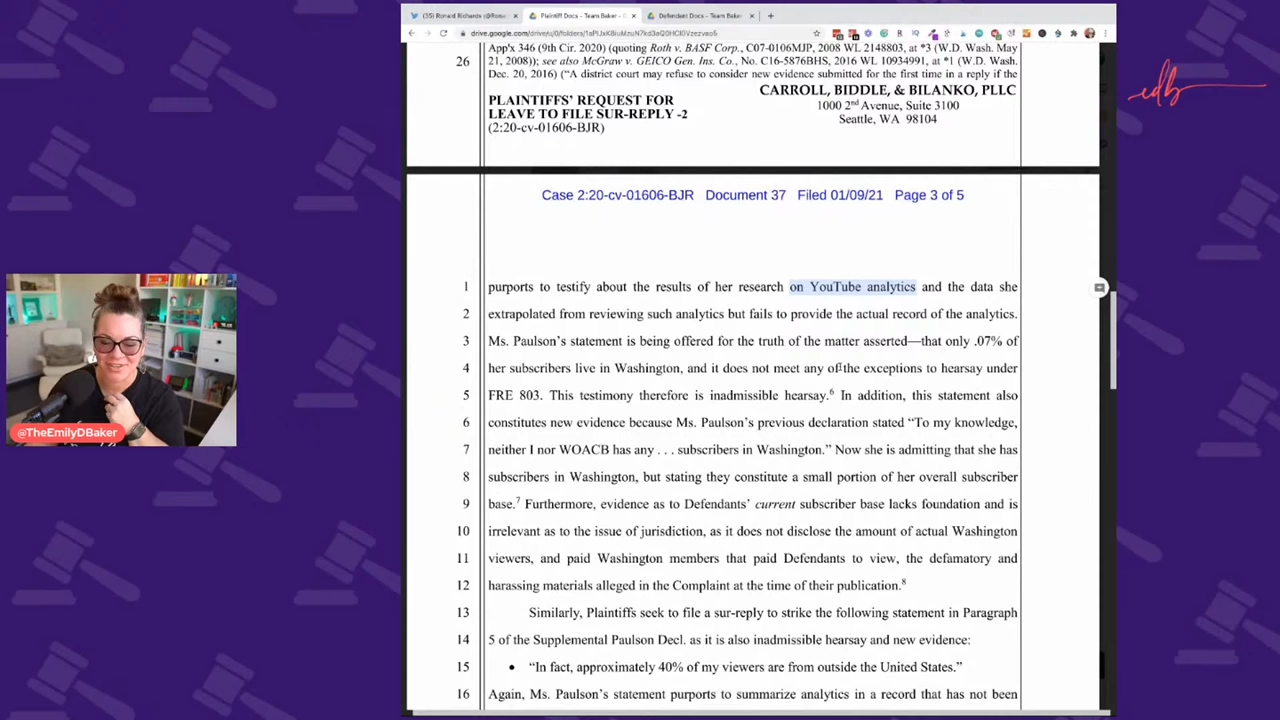 (35) Ronard Richards (@Rona
Plaintiff Docs - Team Baker - G
Defendant Docs - Team Baker
App'x 346 (9th Cir. 2020) (quoting Roth v. BASF Corp., C07-0106MJP, 2008 WL 2148803, at *3 (W.D. Wash. May
21, 2008)); see also McGraw v. GEICO Gen. Ins. Co., No. C16-5876BHS, 2016 WL 10934991, at *1 (W.D. Wash.
26 Dec. 20, 2016) (“A district court may refuse to consider new evidence submitted for the first time in a reply if the
PLAINTIFFS’ REQUEST FOR
LEAVE TO FILE SUR-REPLY -2
(2:20-cv-01606-BJR)
CARROLL, BIDDLE, & BILANKO, PLLC
1000 2nd Avenue, Suite 3100
Seattle, WA 98104
edb
Case 2:20-cv-01606-BJR Document 37 Filed 01/09/21 Page 3 of 5
1 purports to testify about the results of her research on YouTube analytics and the data she
2 extrapolated from reviewing such analytics but fails to provide the actual record of the analytics.
3 Ms. Paulson’s statement is being offered for the truth of the matter asserted—that only .07% of
4 her subscribers live in Washington, and it does not meet any of the exceptions to hearsay under
5 FRE 803. This testimony therefore is inadmissible hearsay.6 In addition, this statement also
6 constitutes new evidence because Ms. Paulson’s previous declaration stated “To my knowledge,
7 neither I nor WOACB has any . . . subscribers in Washington.” Now she is admitting that she has
8 subscribers in Washington, but stating they constitute a small portion of her overall subscriber
9 base.7 Furthermore, evidence as to Defendants’ current subscriber base lacks foundation and is
10 irrelevant as to the issue of jurisdiction, as it does not disclose the amount of actual Washington
11 viewers, and paid Washington members that paid Defendants to view, the defamatory and
12 harassing materials alleged in the Complaint at the time of their publication.8
13 Similarly, Plaintiffs seek to file a sur-reply to strike the following statement in Paragraph
14 5 of the Supplemental Paulson Decl. as it is also inadmissible hearsay and new evidence:
15 • “In fact, approximately 40% of my viewers are from outside the United States.”
16 Again, Ms. Paulson’s statement purports to summarize analytics in a record that has not been
@TheEmilyDBaker